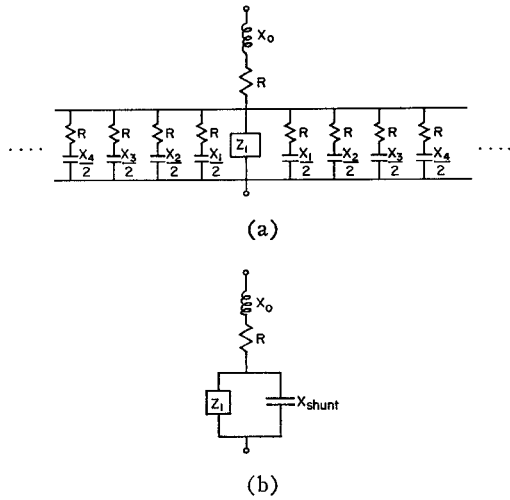 X₀
R
R R R R R R R R
X₄ X₃ X₂ X₁ Z₁ X₁ X₂ X₃ X₄
2 2 2 2 2 2 2 2
(a)
X₀
R
Z₁ Xshunt
(b)